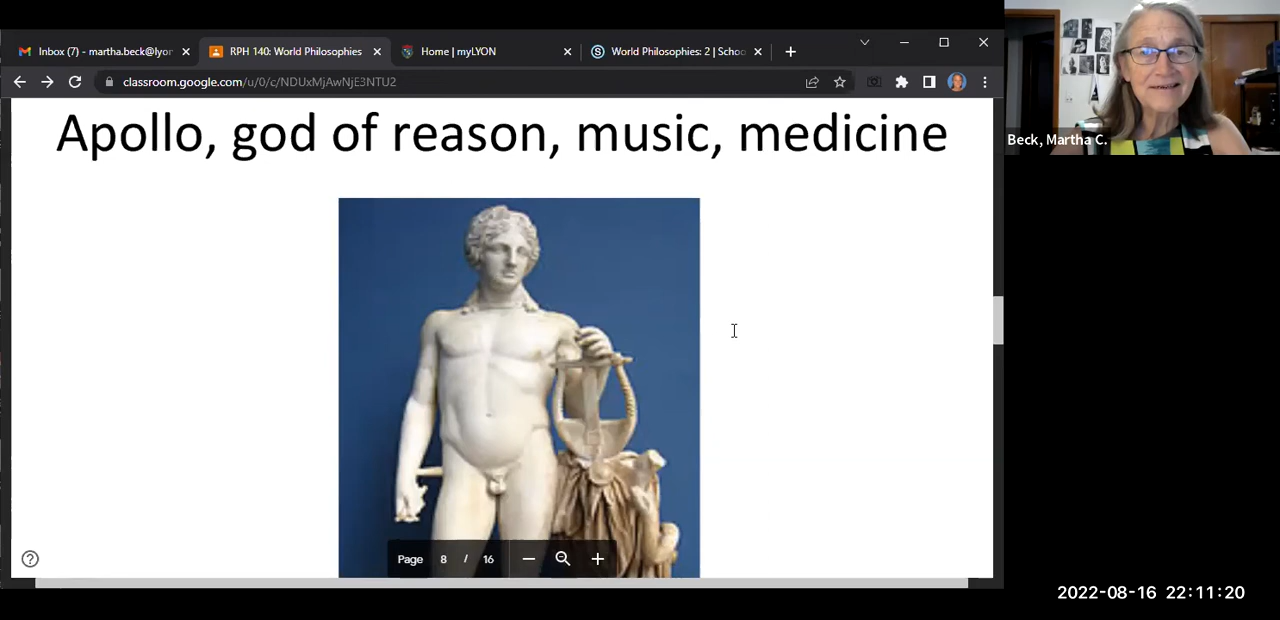 Inbox (7) - martha.beck@lyor
RPH 140: World Philosophies
Home | myLYON
World Philosophies: 2 | Schoo
classroom.google.com/u/0/c/NDUxMjAwNjE3NTU2
Apollo, god of reason, music, medicine
Beck, Martha C.
Page 8 / 16
2022-08-16 22:11:20